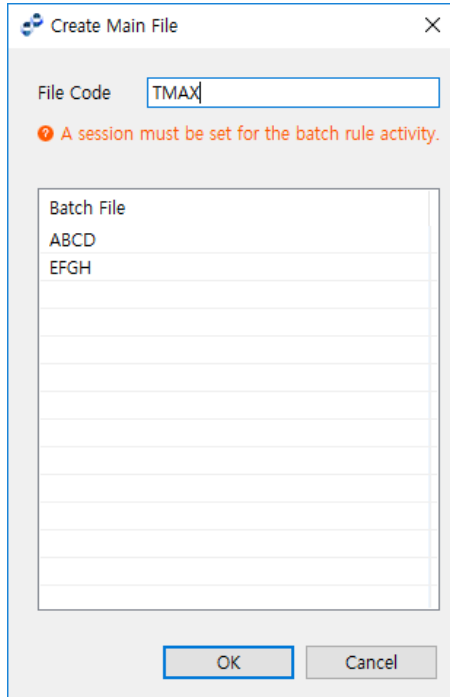 Create Main File
File Code TMAX
A session must be set for the batch rule activity.
Batch File
ABCD
EFGH
OK Cancel